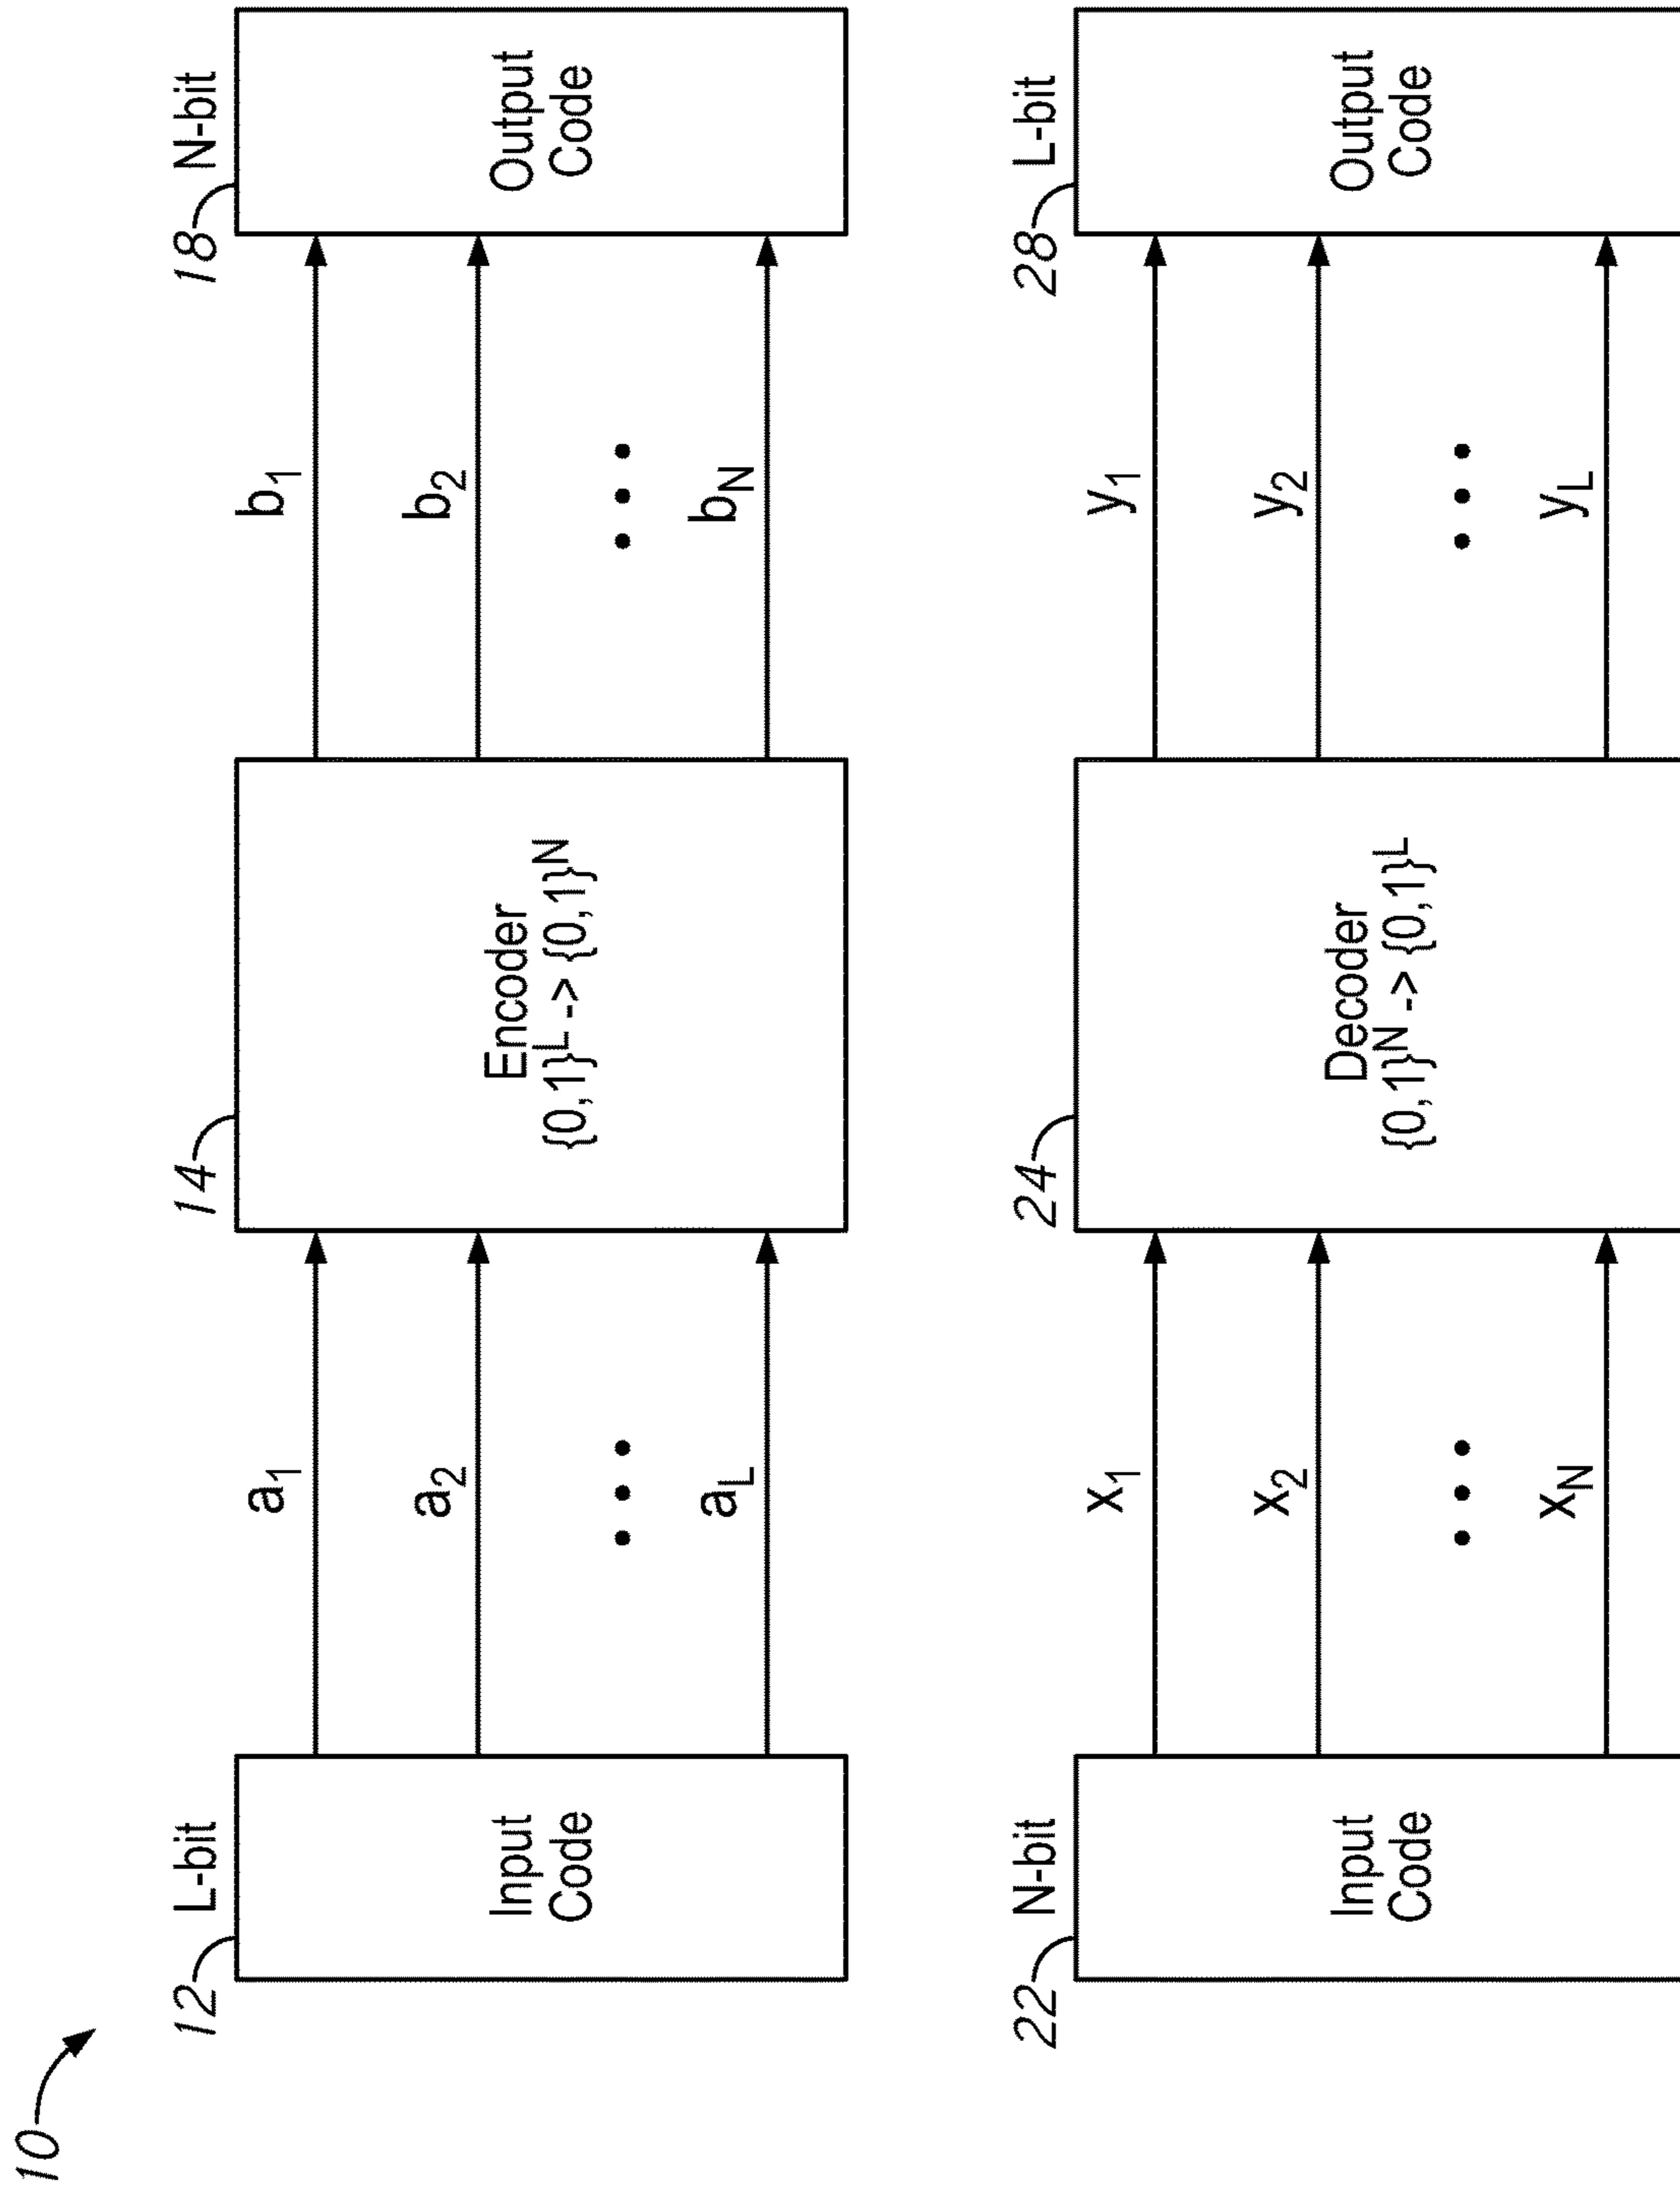 10
12
L-bit
Input
Code
a1
a2
aL
14
Encoder
{0,1}^L -> {0,1}^N
b1
b2
bN
18
N-bit
Output
Code
22
N-bit
Input
Code
x1
x2
xN
24
Decoder
{0,1}^N -> {0,1}^L
y1
y2
yL
28
L-bit
Output
Code